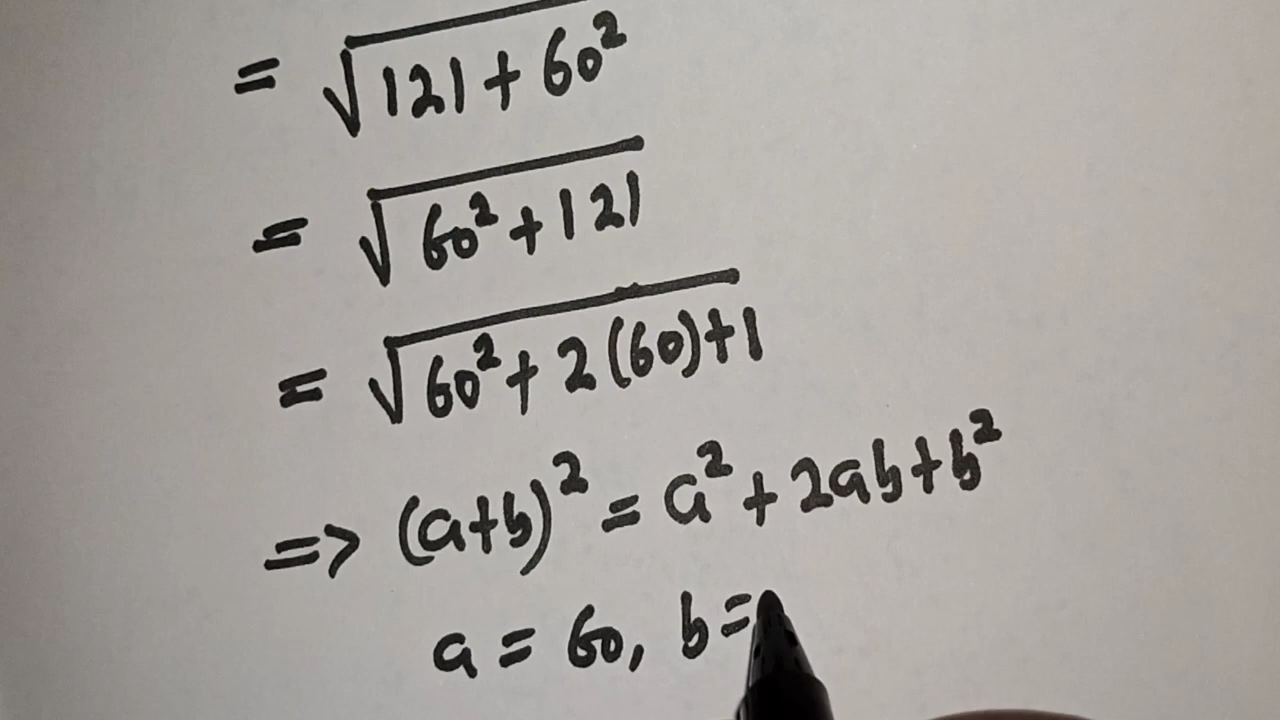 = √121 + 60²
= √60² + 121
= √60² + 2(60) + 1
=> (a+b)² = a² + 2ab + b²
a = 60, b =